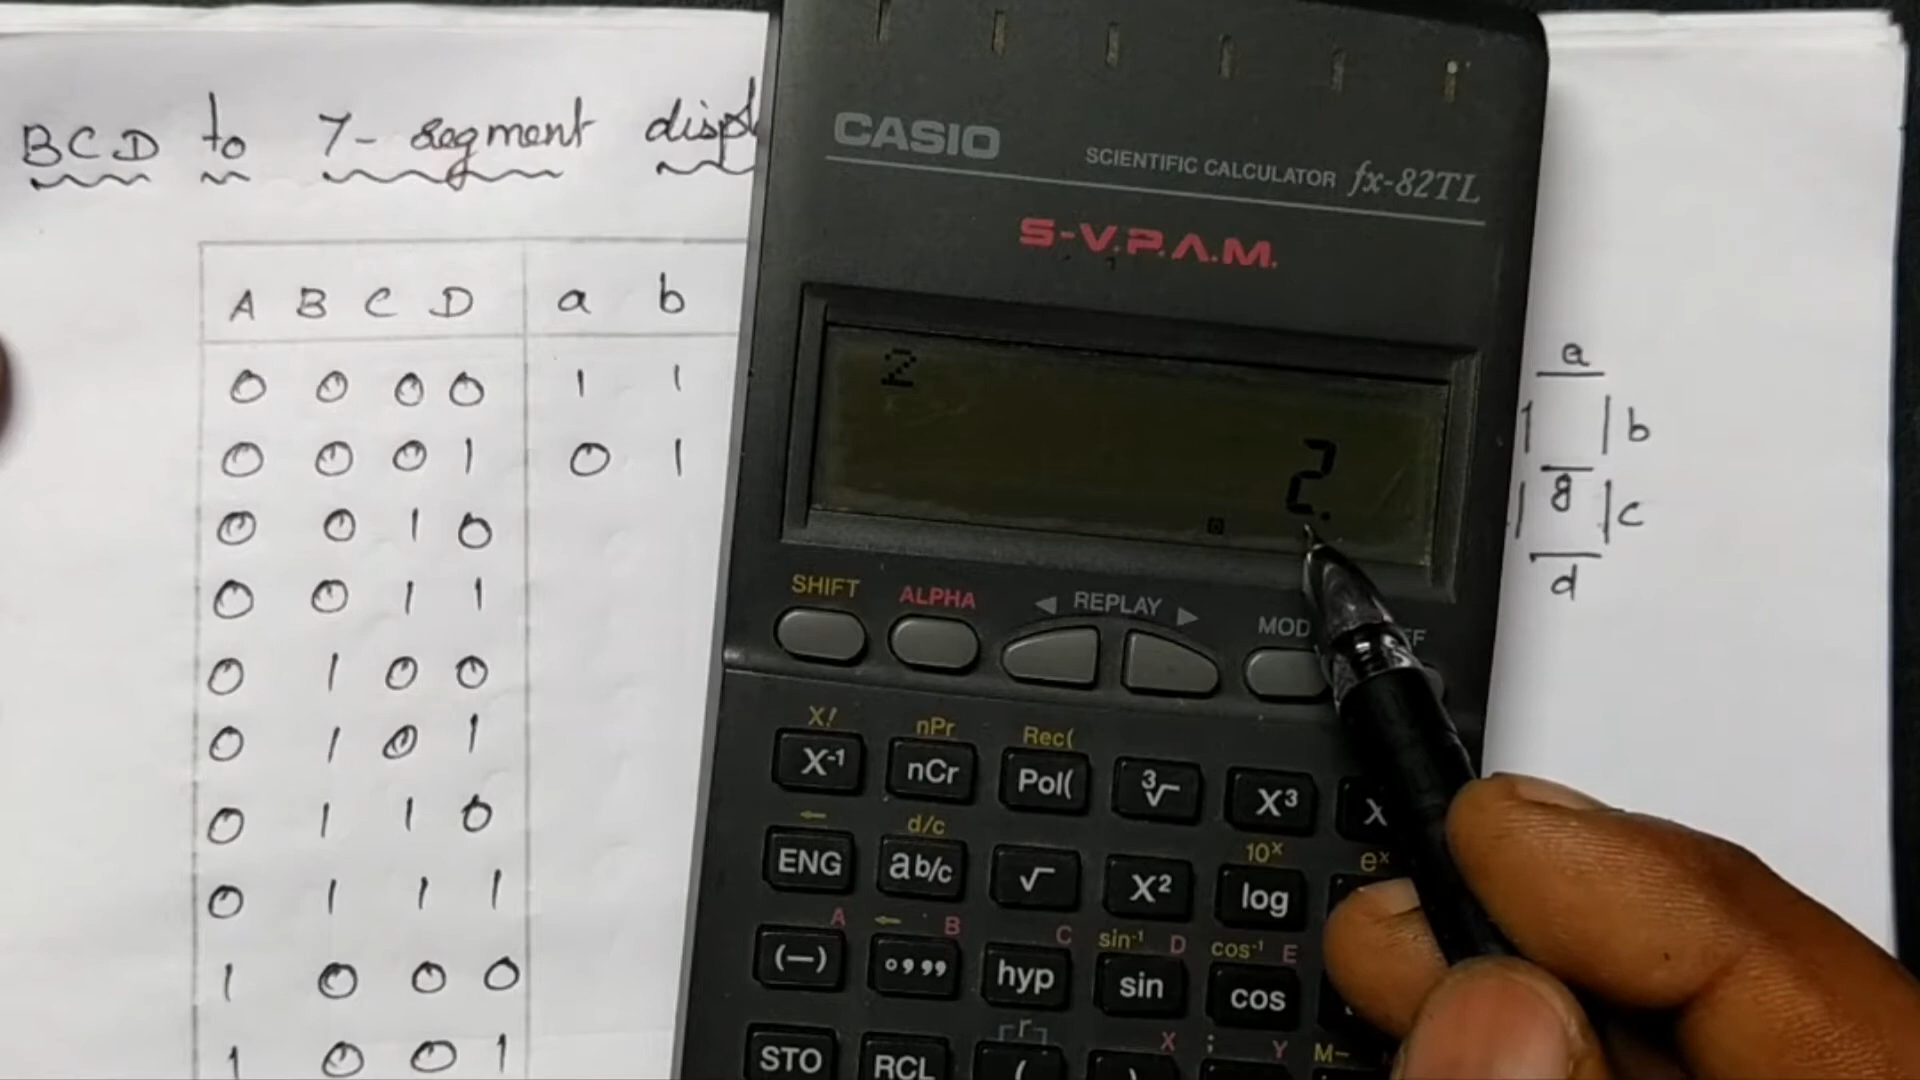 BCD to 7-segment displ
A B C D a b
0 0 0 0 1 1
0 0 0 1 0 1
0 0 1 0
0 0 1 1
0 1 0 0
0 1 0 1
0 1 1 0
0 1 1 1
1 0 0 0
1 0 0 1
CASIO
SCIENTIFIC CALCULATOR fx-82TL
S-V.P.A.M.
2
2.
SHIFT ALPHA ◀ REPLAY ▶ MOD FF
X! nPr Rec(
X-1 nCr Pol( ³√ X³ X
← d/c 10ˣ eˣ
ENG ab/c √ X² log
A ← B C sin-1 D cos-1 E
(−) °,,, hyp sin cos
r X ; Y M−
STO RCL ( )
a
b
g
c
d